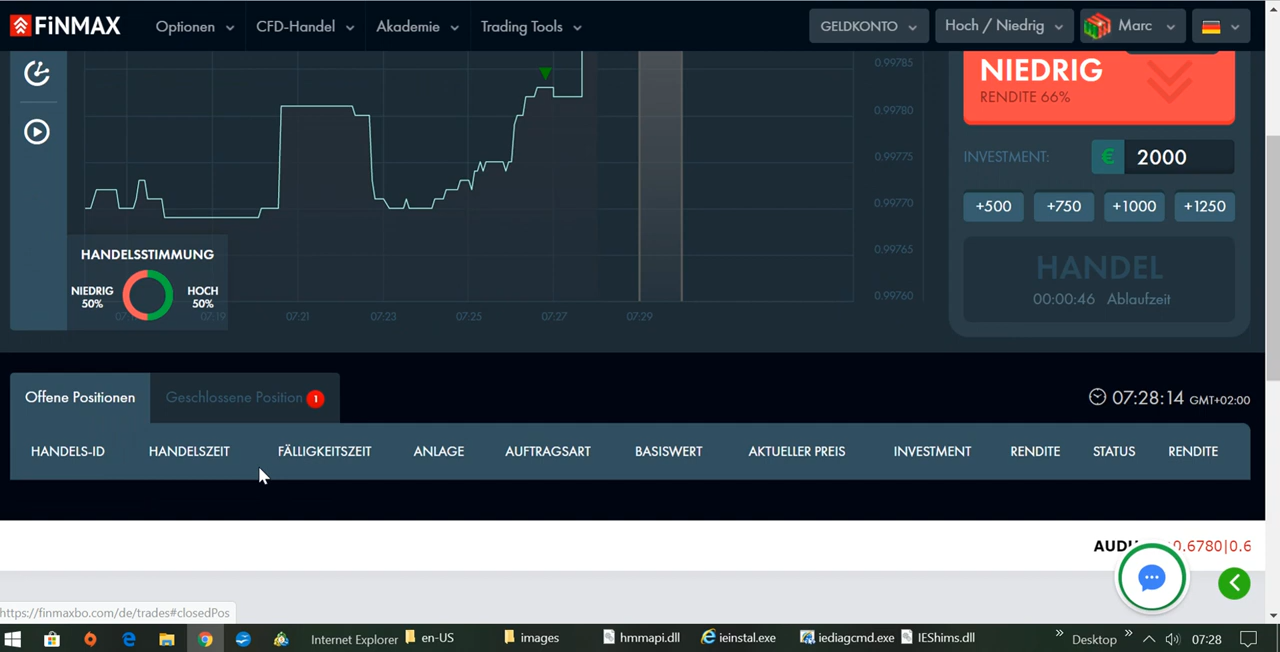 FiNMAX
Optionen
CFD-Handel
Akademie
Trading Tools
GELDKONTO
Hoch / Niedrig
Marc
0.99785
0.99780
0.99775
0.99770
0.99765
0.99760
NIEDRIG
RENDITE 66%
INVESTMENT:
€ 2000
+500 +750 +1000 +1250
HANDEL
00:00:46 Ablaufzeit
HANDELSSTIMMUNG
NIEDRIG
50%
HOCH
50%
07:19 07:21 07:23 07:25 07:27 07:29
Offene Positionen
Geschlossene Position 1
07:28:14 GMT+02:00
HANDELS-ID HANDELSZEIT FÄLLIGKEITSZEIT ANLAGE AUFTRAGSART BASISWERT AKTUELLER PREIS INVESTMENT RENDITE STATUS RENDITE
0.6780|0.6
https://finmaxbo.com/de/trades#closedPos
Internet Explorer
en-US
images
hmmapi.dll
ieinstal.exe
iediagcmd.exe
IEShims.dll
Desktop
07:28